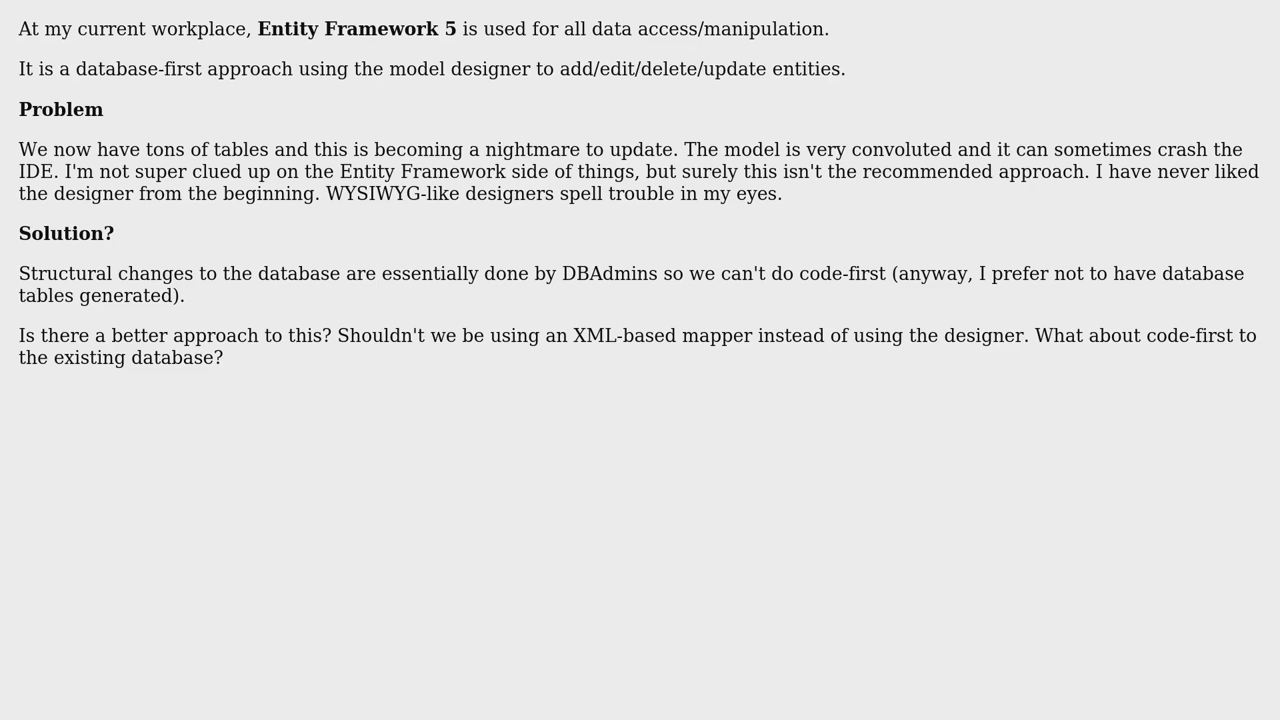 At my current workplace, Entity Framework 5 is used for all data access/manipulation.
It is a database-first approach using the model designer to add/edit/delete/update entities.
Problem
We now have tons of tables and this is becoming a nightmare to update. The model is very convoluted and it can sometimes crash the
IDE. I'm not super clued up on the Entity Framework side of things, but surely this isn't the recommended approach. I have never liked
the designer from the beginning. WYSIWYG-like designers spell trouble in my eyes.
Solution?
Structural changes to the database are essentially done by DBAdmins so we can't do code-first (anyway, I prefer not to have database
tables generated).
Is there a better approach to this? Shouldn't we be using an XML-based mapper instead of using the designer. What about code-first to
the existing database?